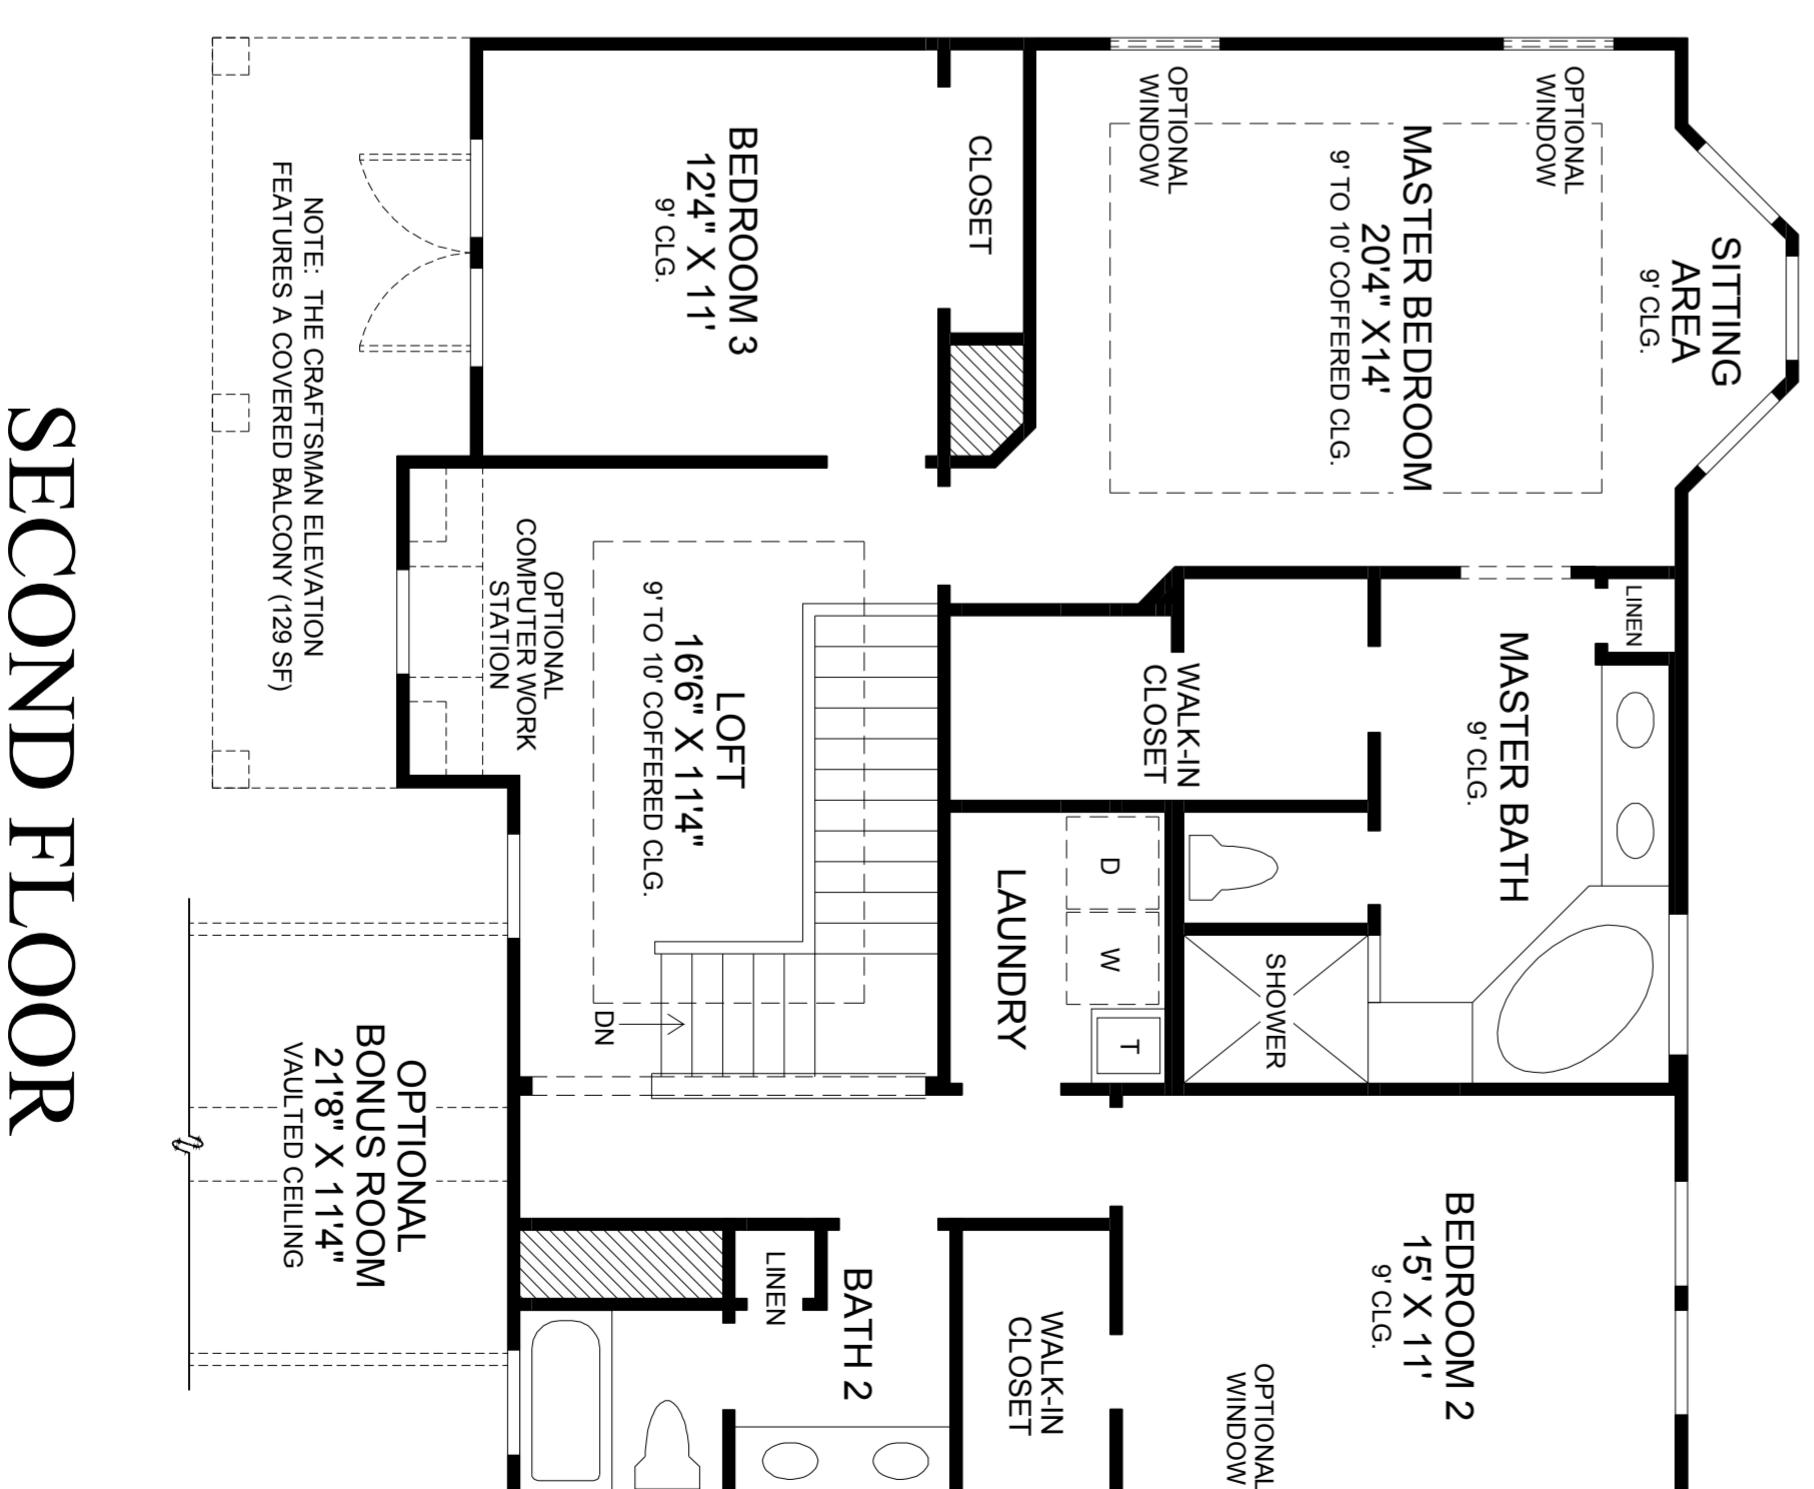 SITTING
AREA
9' CLG.
OPTIONAL
WINDOW
MASTER BEDROOM
20'4" X14'
9' TO 10' COFFERED CLG.
OPTIONAL
WINDOW
LINEN
MASTER BATH
9' CLG.
WALK-IN
CLOSET
SHOWER
CLOSET
BEDROOM 3
12'4" X 11'
9' CLG.
D
W
T
LAUNDRY
LOFT
16'6" X 11'4"
9' TO 10' COFFERED CLG.
DN
OPTIONAL
COMPUTER WORK
STATION
BEDROOM 2
15' X 11'
9' CLG.
OPTIONAL
WINDOW
WALK-IN
CLOSET
BATH 2
LINEN
OPTIONAL
BONUS ROOM
21'8" X 11'4"
VAULTED CEILING
NOTE: THE CRAFTSMAN ELEVATION
FEATURES A COVERED BALCONY (129 SF)
SECOND FLOOR